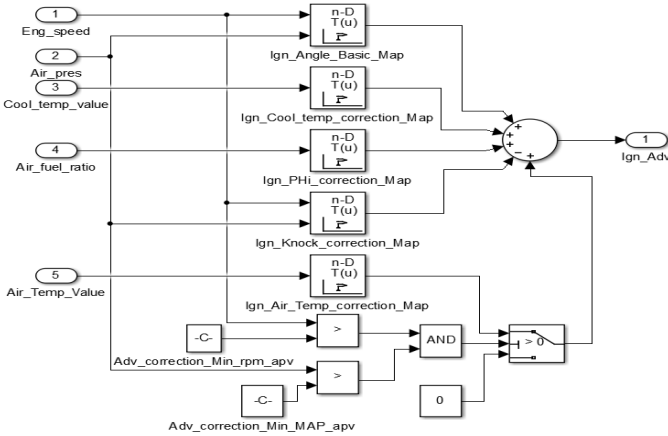 1
Eng_speed
n-D
T(u)
Ign_Angle_Basic_Map
2
Air_pres
3
Cool_temp_value
n-D
T(u)
Ign_Cool_temp_correction_Map
4
Air_fuel_ratio
n-D
T(u)
Ign_PHi_correction_Map
n-D
T(u)
Ign_Knock_correction_Map
+
+
+
−
+
1
Ign_Adv
5
Air_Temp_Value
n-D
T(u)
Ign_Air_Temp_correction_Map
-C-
Adv_correction_Min_rpm_apv
>
AND
> 0
-C-
Adv_correction_Min_MAP_apv
>
0